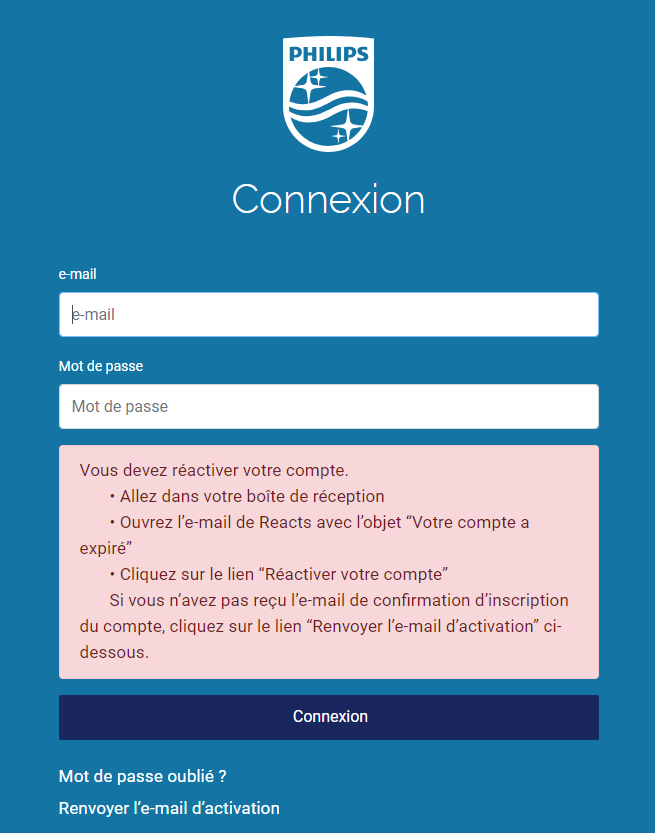 PHILIPS
Connexion
e-mail
e-mail
Mot de passe
Mot de passe
Vous devez réactiver votre compte.
• Allez dans votre boîte de réception
• Ouvrez l’e-mail de Reacts avec l’objet “Votre compte a
expiré”
• Cliquez sur le lien “Réactiver votre compte”
Si vous n’avez pas reçu l’e-mail de confirmation d’inscription
du compte, cliquez sur le lien “Renvoyer l’e-mail d’activation” ci-
dessous.
Connexion
Mot de passe oublié ?
Renvoyer l’e-mail d’activation